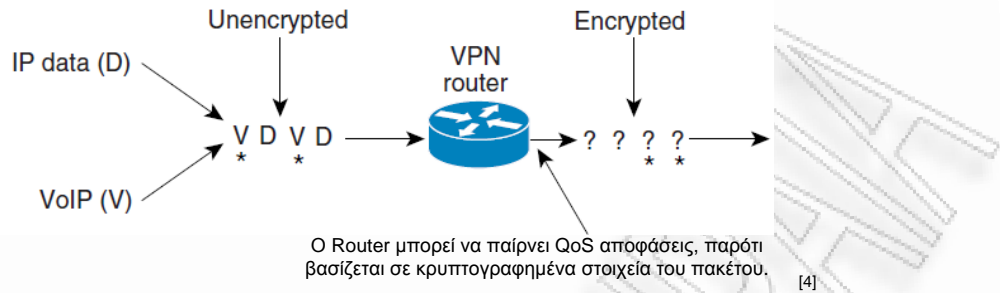 Unencrypted
Encrypted
IP data (D)
VPN
router
V D V D
* *
? ? ? ?
* *
VoIP (V)
Ο Router μπορεί να παίρνει QoS αποφάσεις, παρότι
βασίζεται σε κρυπτογραφημένα στοιχεία του πακέτου.
[4]